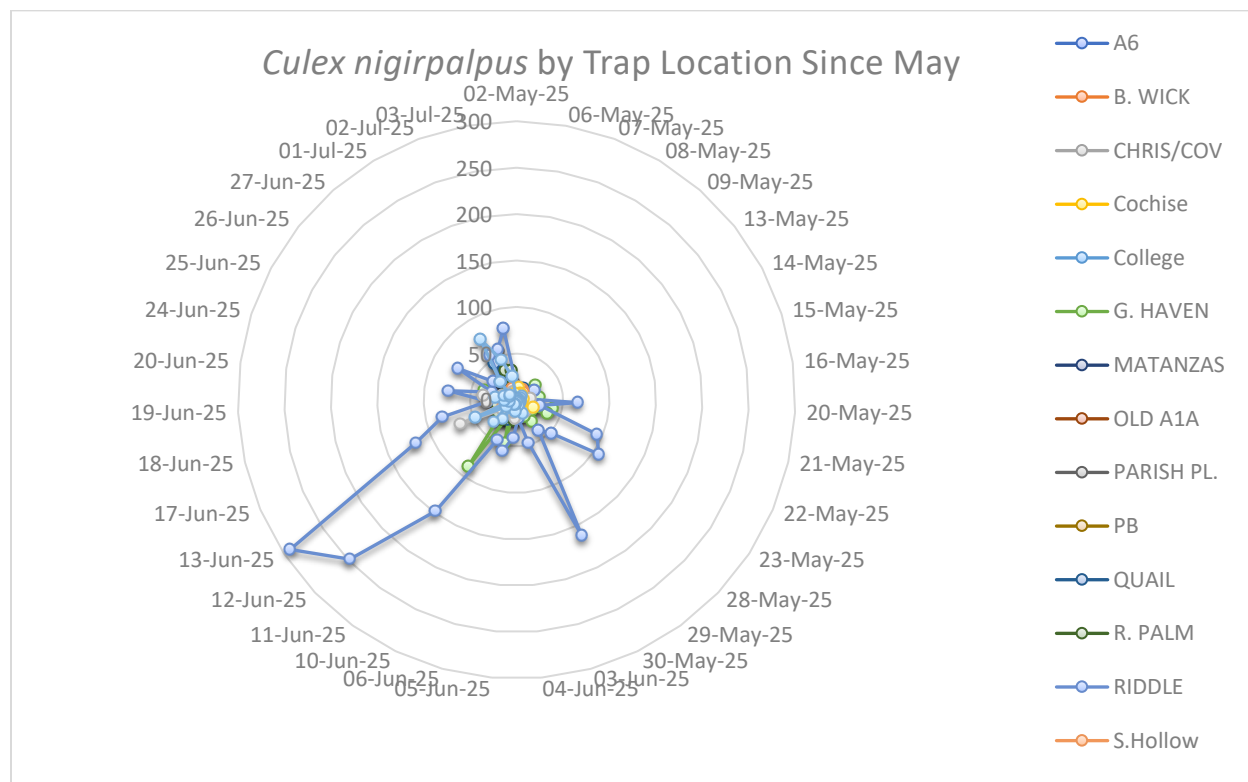 Culex nigirpalpus by Trap Location Since May
02-May-25
06-May-25
07-May-25
08-May-25
09-May-25
13-May-25
14-May-25
15-May-25
16-May-25
20-May-25
21-May-25
22-May-25
23-May-25
28-May-25
29-May-25
30-May-25
03-Jun-25
04-Jun-25
05-Jun-25
06-Jun-25
10-Jun-25
11-Jun-25
12-Jun-25
13-Jun-25
17-Jun-25
18-Jun-25
19-Jun-25
20-Jun-25
24-Jun-25
25-Jun-25
26-Jun-25
27-Jun-25
01-Jul-25
02-Jul-25
03-Jul-25
300
250
200
150
100
50
0
A6
B. WICK
CHRIS/COV
Cochise
College
G. HAVEN
MATANZAS
OLD A1A
PARISH PL.
PB
QUAIL
R. PALM
RIDDLE
S.Hollow